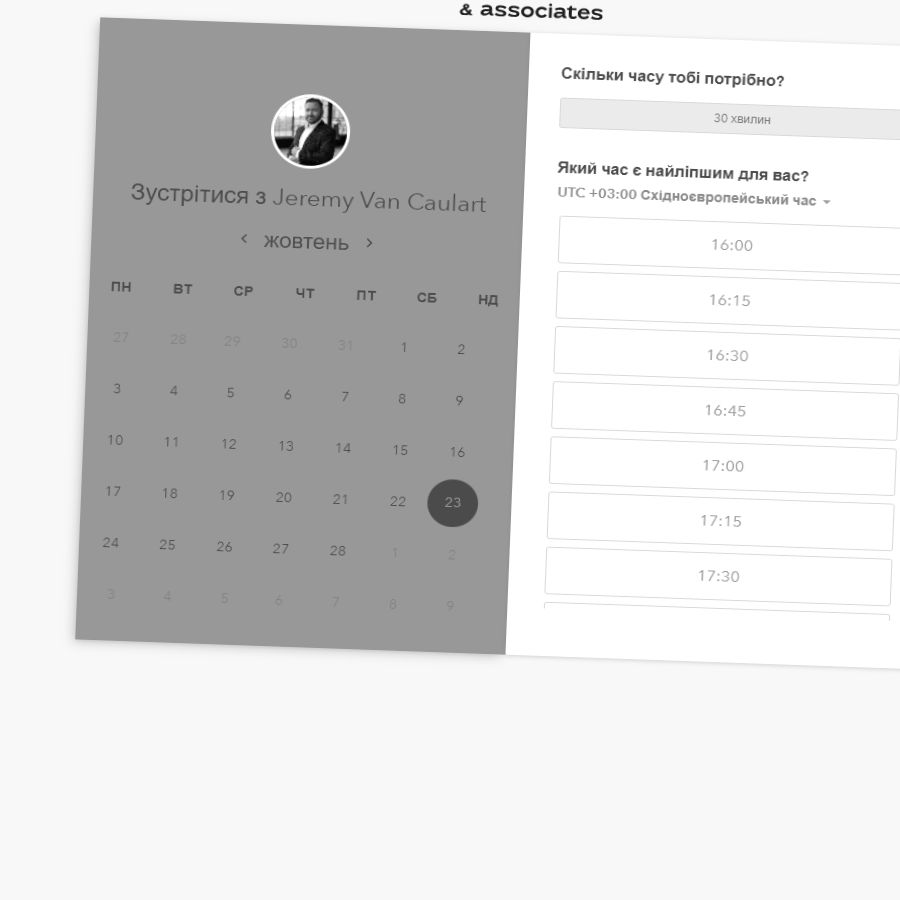 & associates
Зустрітися з Jeremy Van Caulart
жовтень
ПН ВТ СР ЧТ ПТ СБ НД
27 28 29 30 31 1 2
3 4 5 6 7 8 9
10 11 12 13 14 15 16
17 18 19 20 21 22 23
24 25 26 27 28 1 2
3 4 5 6 7 8 9
Скільки часу тобі потрібно?
30 хвилин
Який час є найліпшим для вас?
UTC +03:00 Східноєвропейський час
16:00
16:15
16:30
16:45
17:00
17:15
17:30